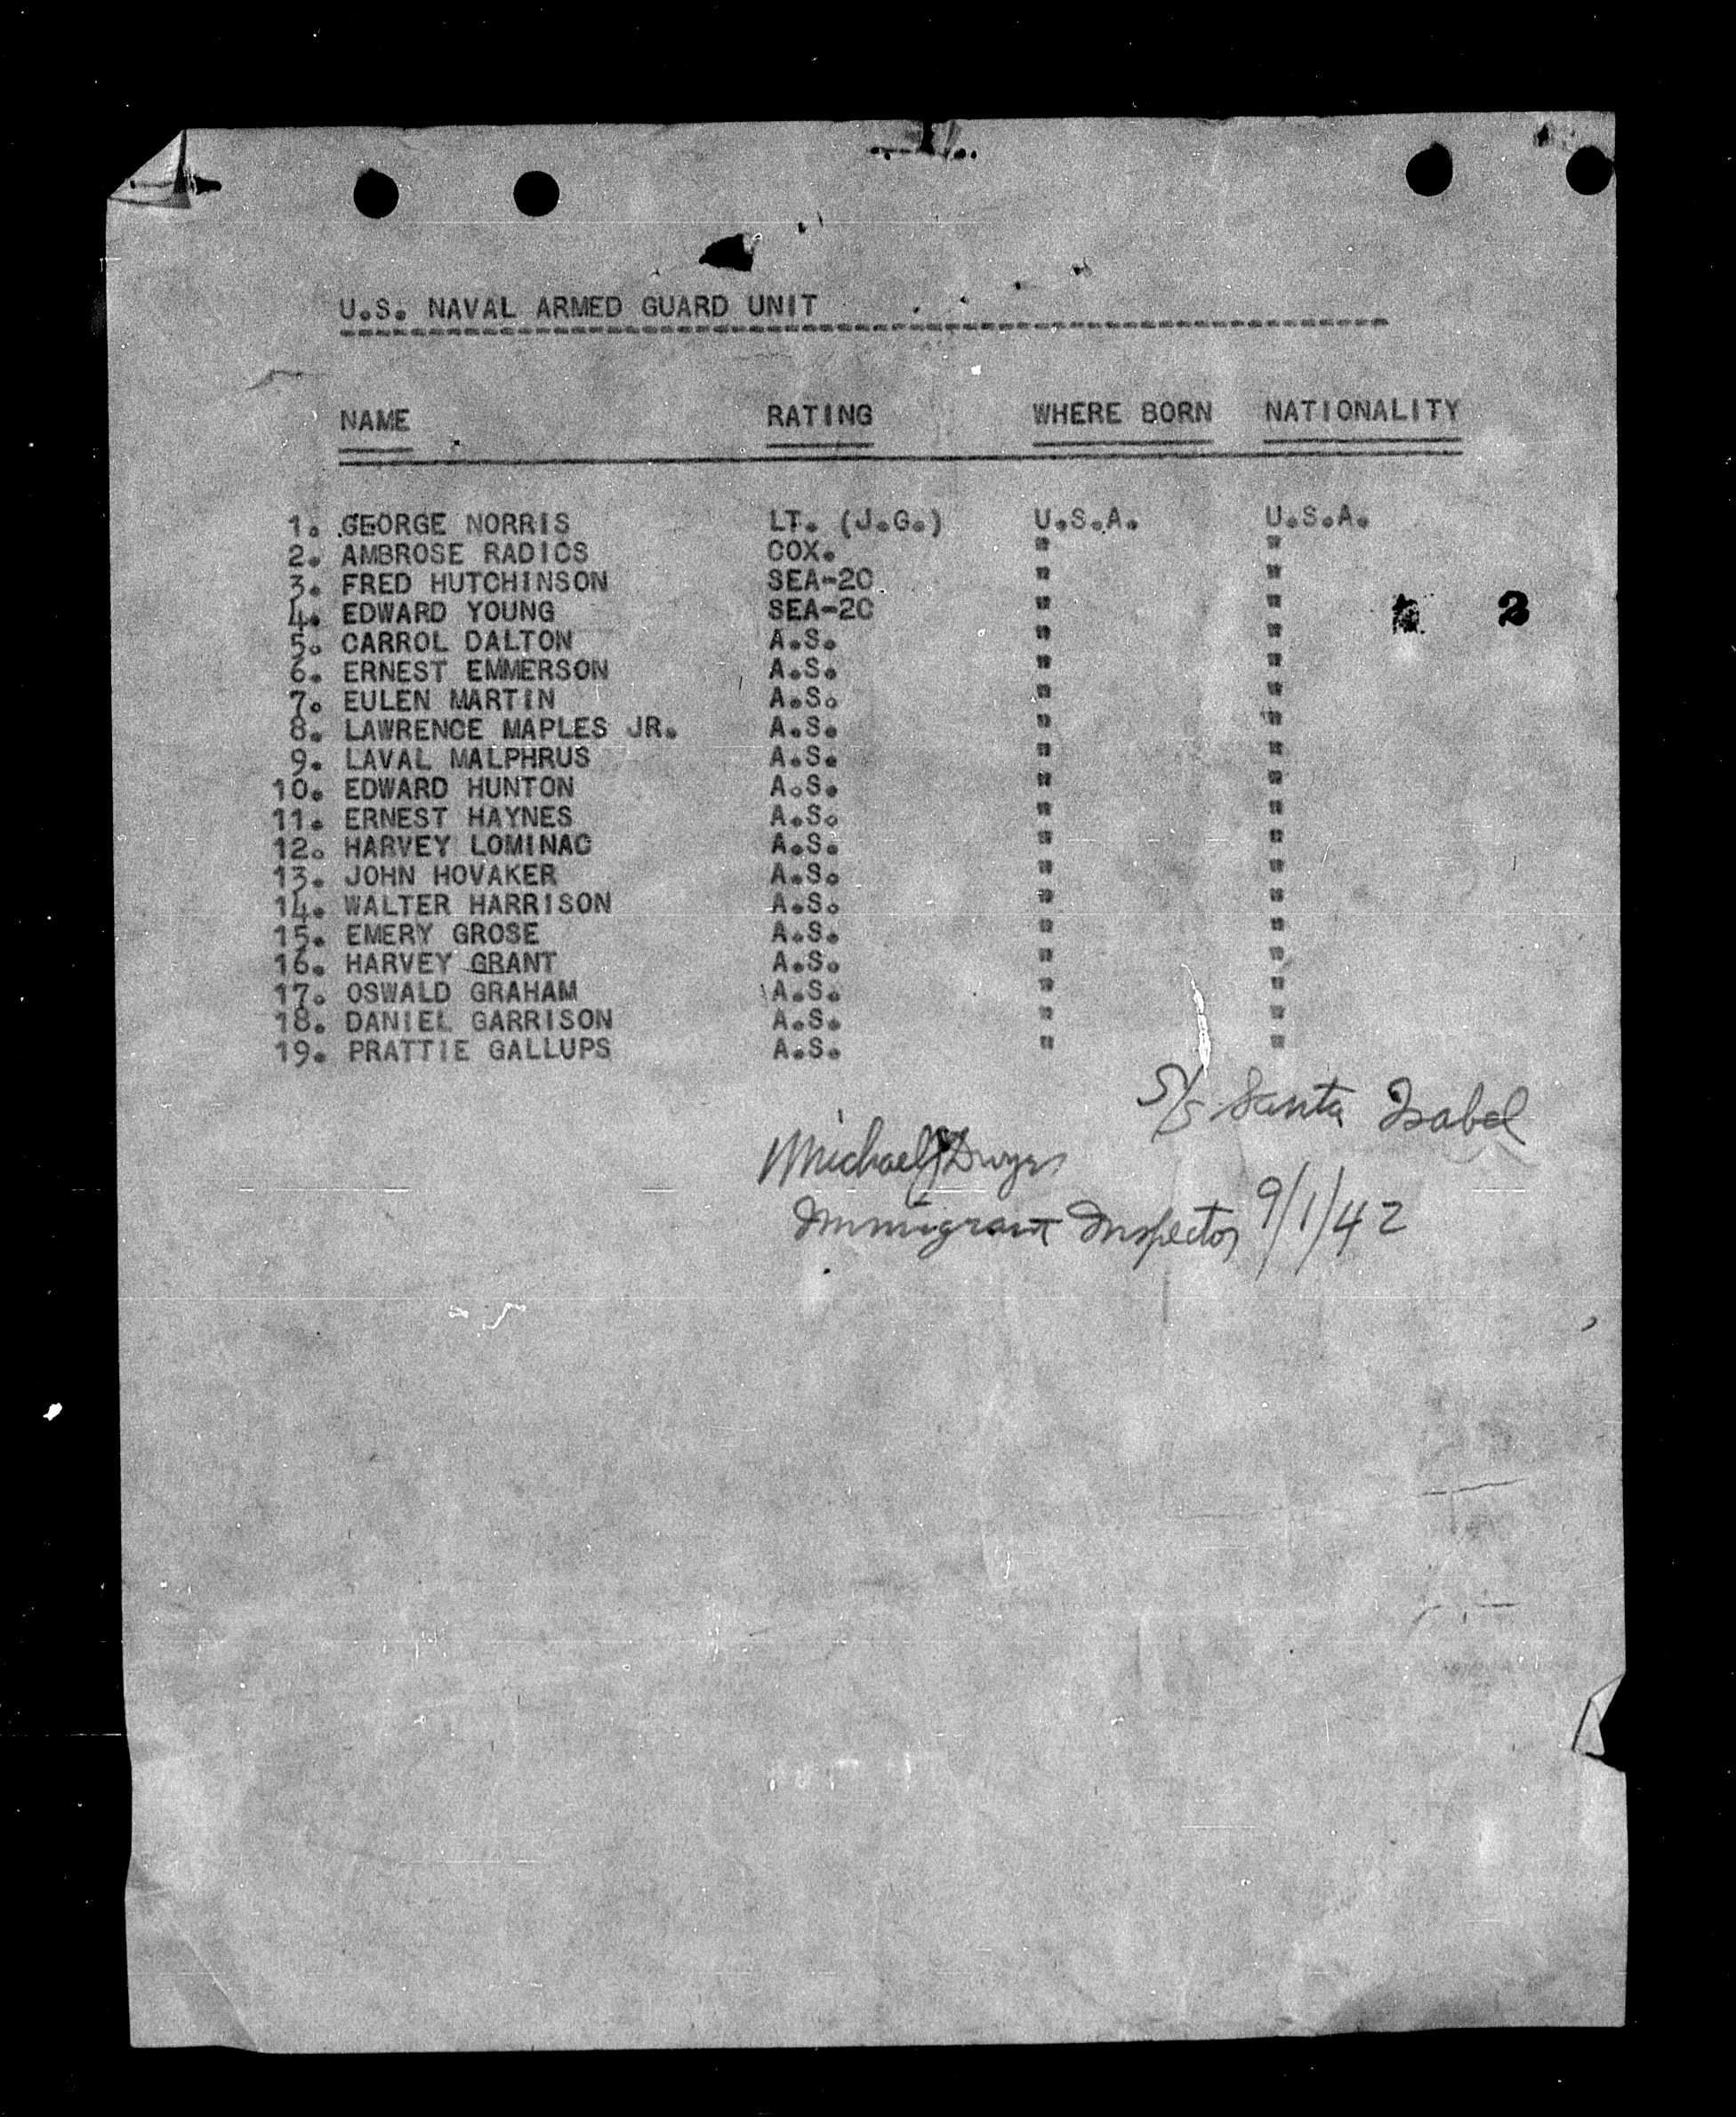 U.S. NAVAL ARMED GUARD UNIT
NAME RATING WHERE BORN NATIONALITY
1. GEORGE NORRIS LT. (J.G.) U.S.A. U.S.A.
2. AMBROSE RADICS COX. " "
3. FRED HUTCHINSON SEA-2C " "
4. EDWARD YOUNG SEA-2C " " 2
5. CARROL DALTON A.S. " "
6. ERNEST EMMERSON A.S. " "
7. EULEN MARTIN A.S. " "
8. LAWRENCE MAPLES JR. A.S. " "
9. LAVAL MALPHRUS A.S. " "
10. EDWARD HUNTON A.S. " "
11. ERNEST HAYNES A.S. " "
12. HARVEY LOMINAC A.S. " "
13. JOHN HOVAKER A.S. " "
14. WALTER HARRISON A.S. " "
15. EMERY GROSE A.S. " "
16. HARVEY GRANT A.S. " "
17. OSWALD GRAHAM A.S. " "
18. DANIEL GARRISON A.S. " "
19. PRATTIE GALLUPS A.S. " "
S/S Santa Isabel
Michael J Dwyer
Immigrant Inspector 9/1/42